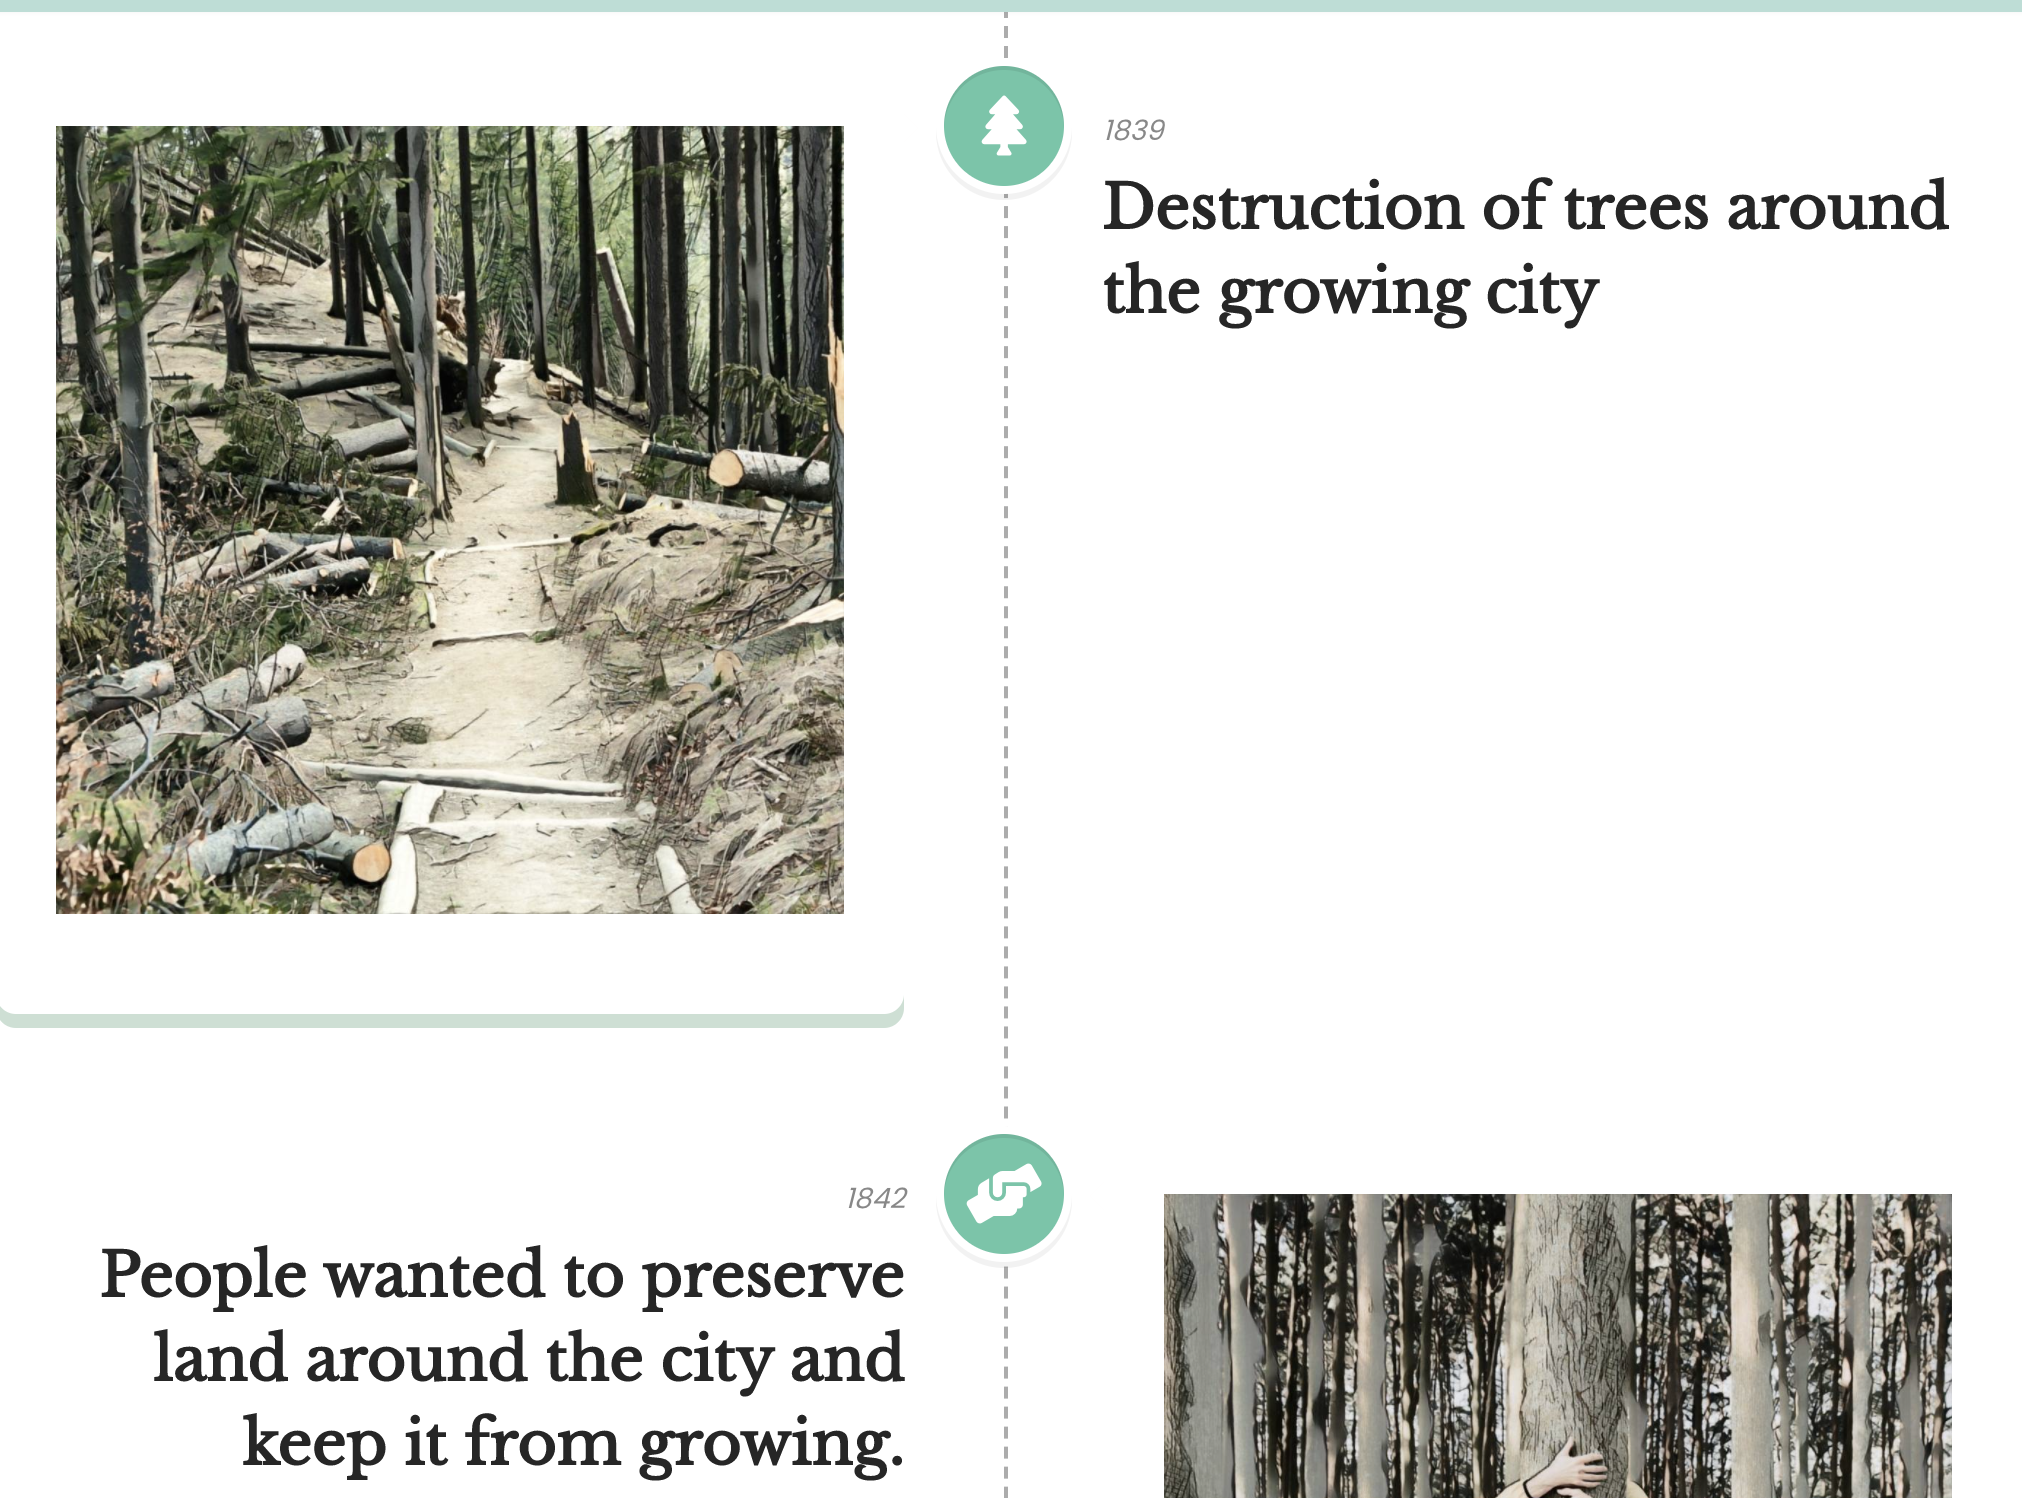 1839
Destruction of trees around
the growing city
1842
People wanted to preserve
land around the city and
keep it from growing.